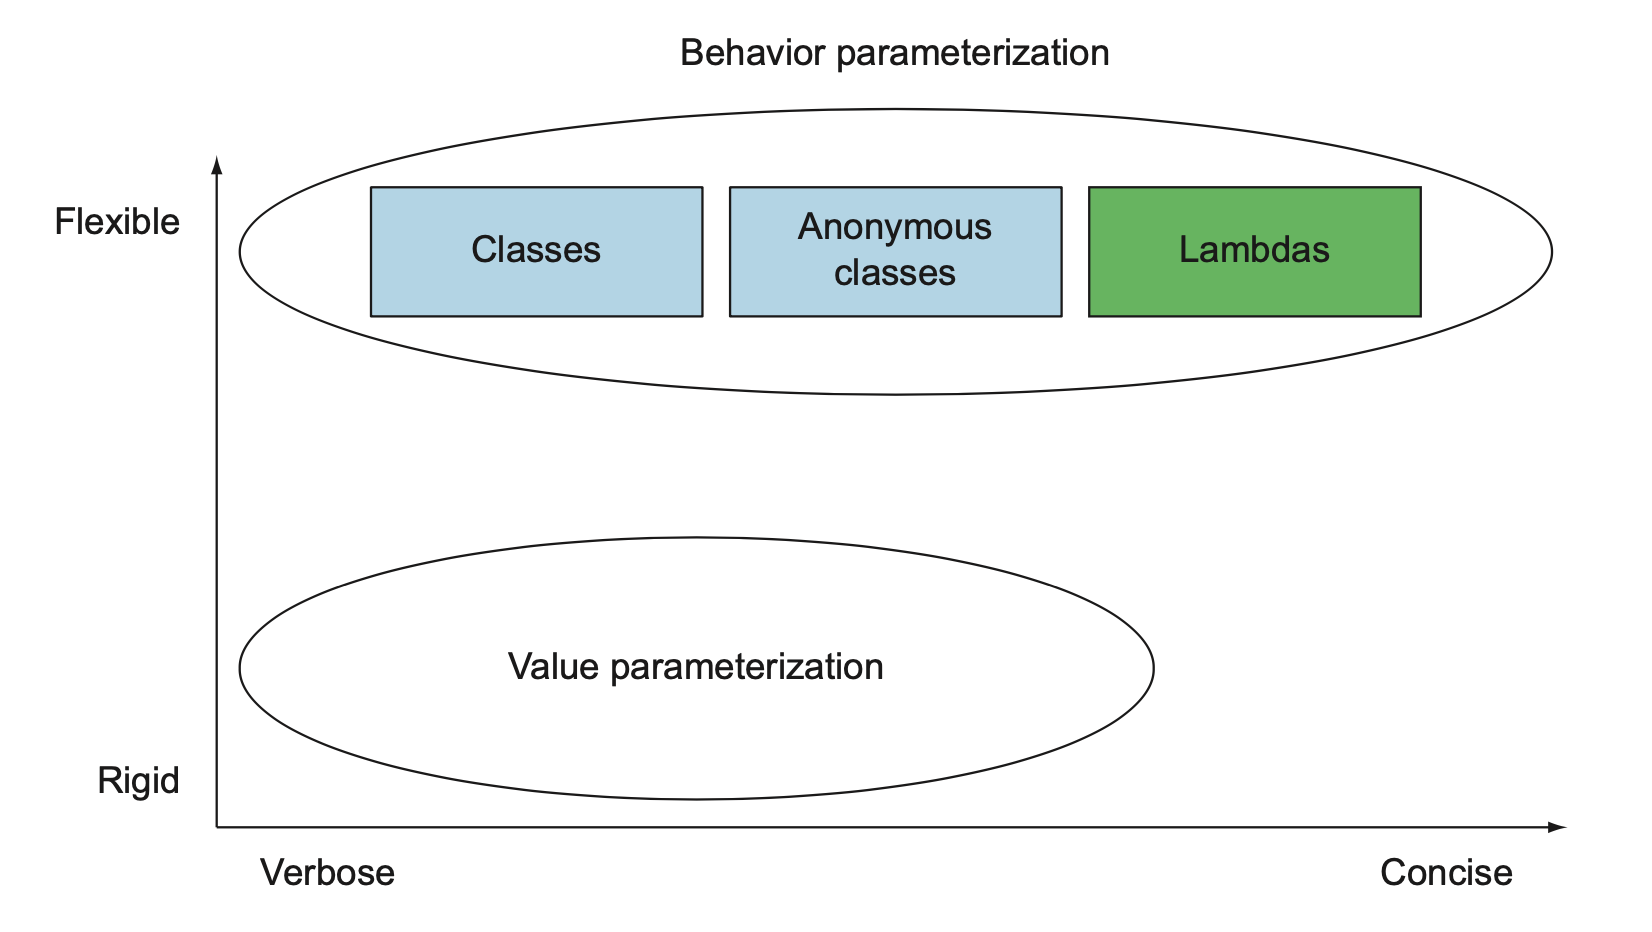 Behavior parameterization
Flexible
Classes
Anonymous
classes
Lambdas
Value parameterization
Rigid
Verbose
Concise